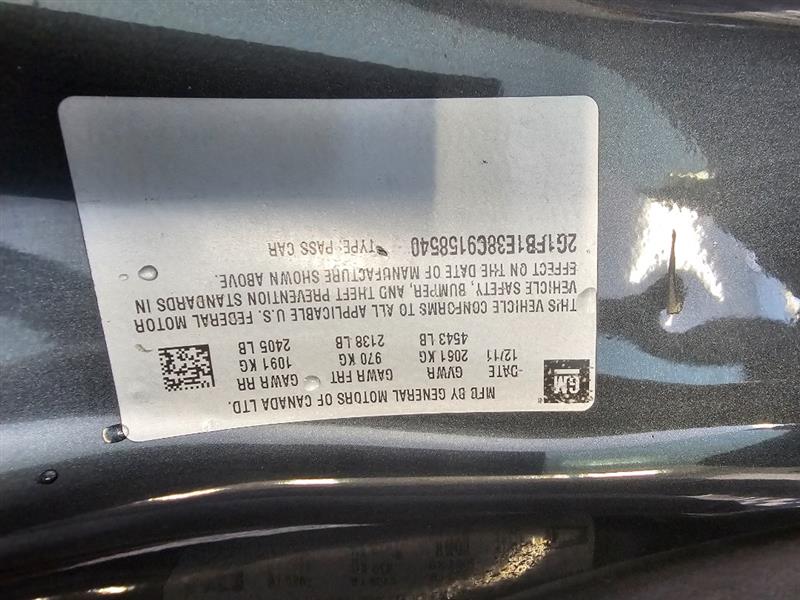 MFD BY GENERAL MOTORS OF CANADA LTD.
GM
DATE GVWR GAWR FRT GAWR RR
12/11 2061 KG 970 KG 1091 KG
4543 LB 2138 LB 2405 LB
THIS VEHICLE CONFORMS TO ALL APPLICABLE U.S. FEDERAL MOTOR
VEHICLE SAFETY, BUMPER, AND THEFT PREVENTION STANDARDS IN
EFFECT ON THE DATE OF MANUFACTURE SHOWN ABOVE.
2G1FB1E38C9158540 TYPE: PASS CAR